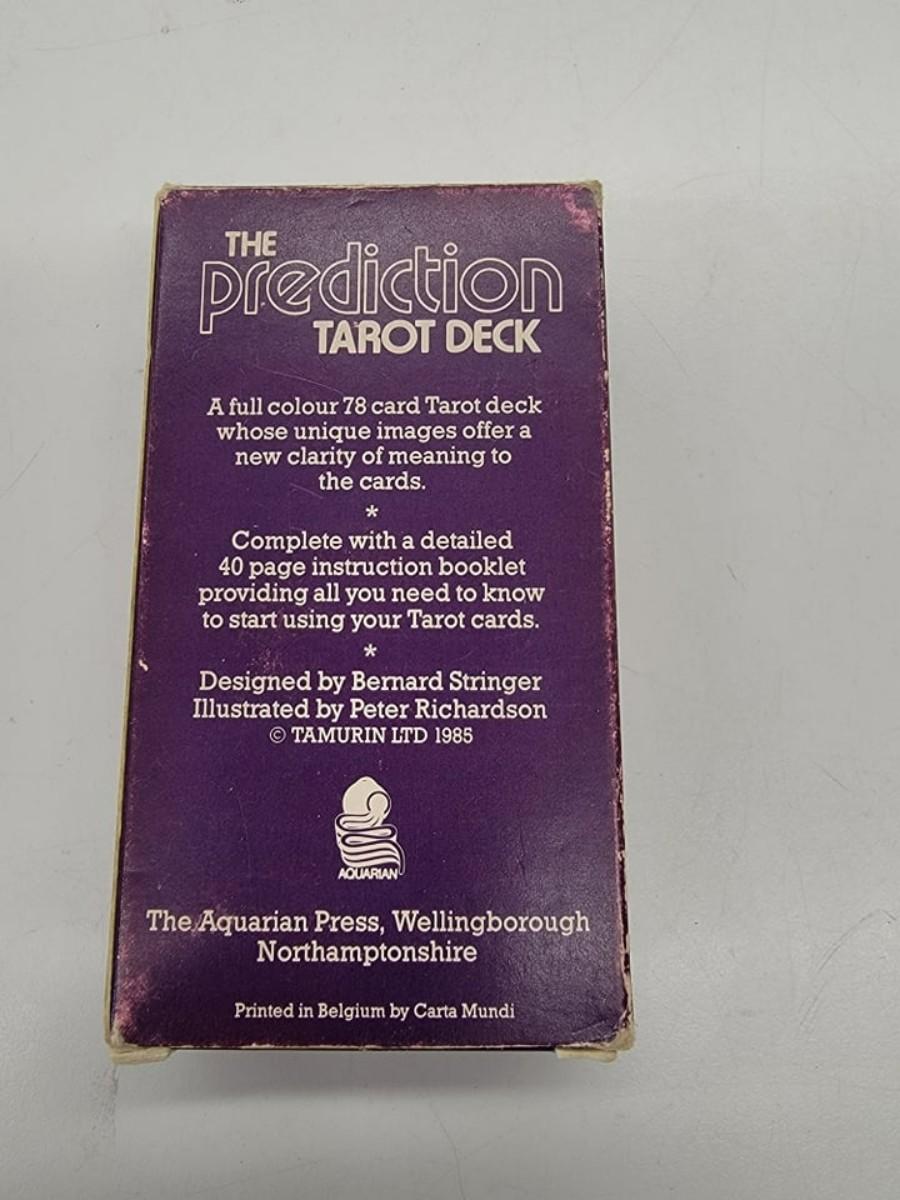 THE
prediction
TAROT DECK
A full colour 78 card Tarot deck
whose unique images offer a
new clarity of meaning to
the cards.
*
Complete with a detailed
40 page instruction booklet
providing all you need to know
to start using your Tarot cards.
*
Designed by Bernard Stringer
Illustrated by Peter Richardson
© TAMURIN LTD 1985
AQUARIAN
The Aquarian Press, Wellingborough
Northamptonshire
Printed in Belgium by Carta Mundi